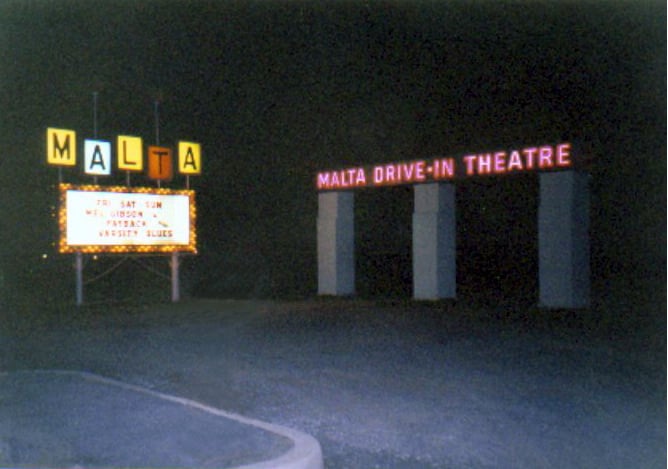 MALTA
FRI SAT SUN
MEL GIBSON
PAYBACK
VARSITY BLUES
MALTA DRIVE-IN THEATRE